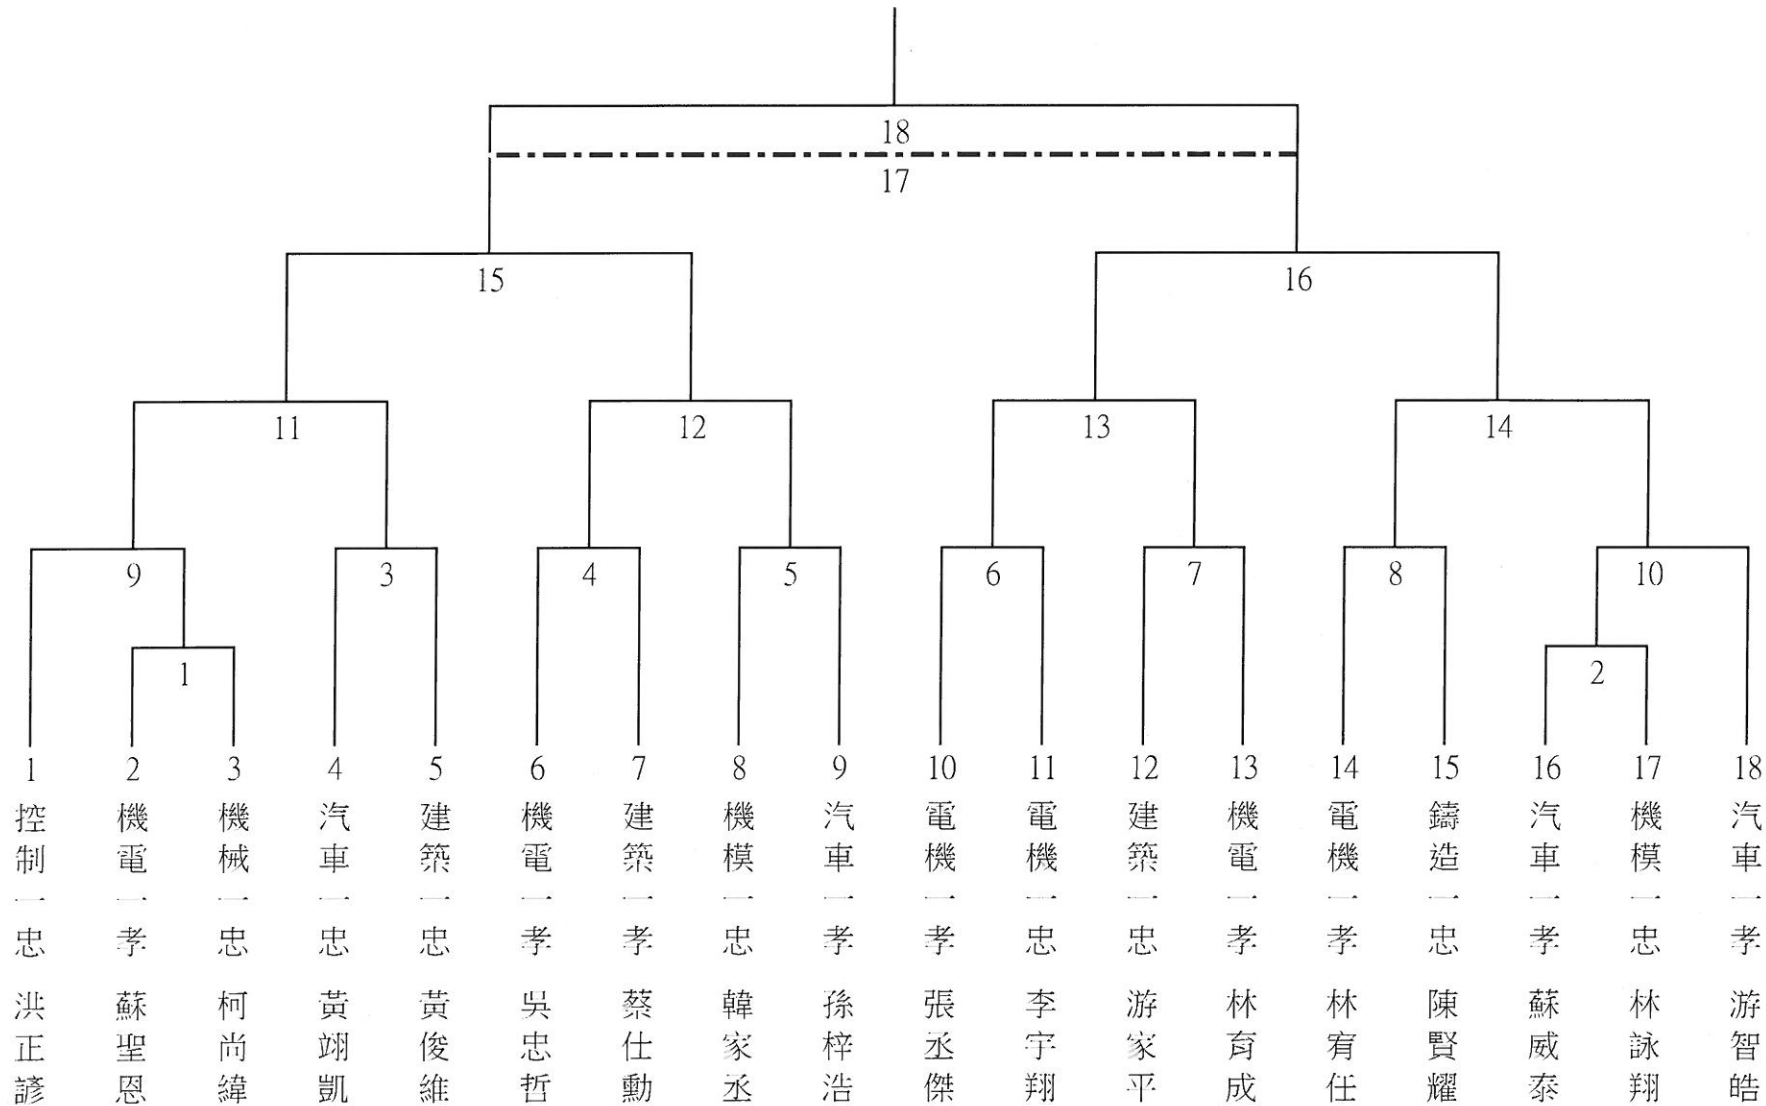 18
17
15 16
11 12 13 14
9 3 4 5 6 7 8 10
1 2
1 2 3 4 5 6 7 8 9 10 11 12 13 14 15 16 17 18
控制一忠 洪正諺
機電一孝 蘇聖恩
機械一忠 柯尚緯
汽車一忠 黃翊凱
建築一忠 黃俊維
機電一孝 吳忠哲
建築一孝 蔡仕勳
機模一忠 韓家丞
汽車一孝 孫梓浩
電機一孝 張丞傑
電機一忠 李宇翔
建築一忠 游家平
機電一孝 林育成
電機一孝 林宥任
鑄造一忠 陳賢耀
汽車一孝 蘇威泰
機模一忠 林詠翔
汽車一孝 游智皓